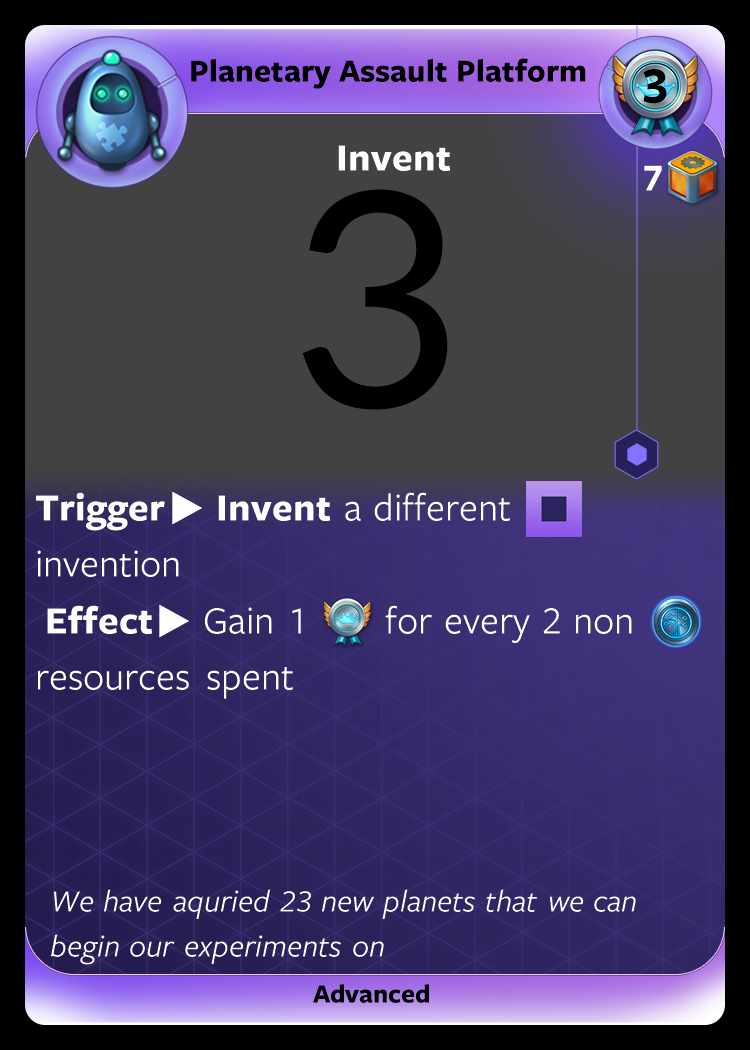 Planetary Assault Platform
3
Invent
7
3
Trigger▶ Invent a different
invention
Effect▶ Gain 1 for every 2 non
resources spent
We have aquried 23 new planets that we can
begin our experiments on
Advanced